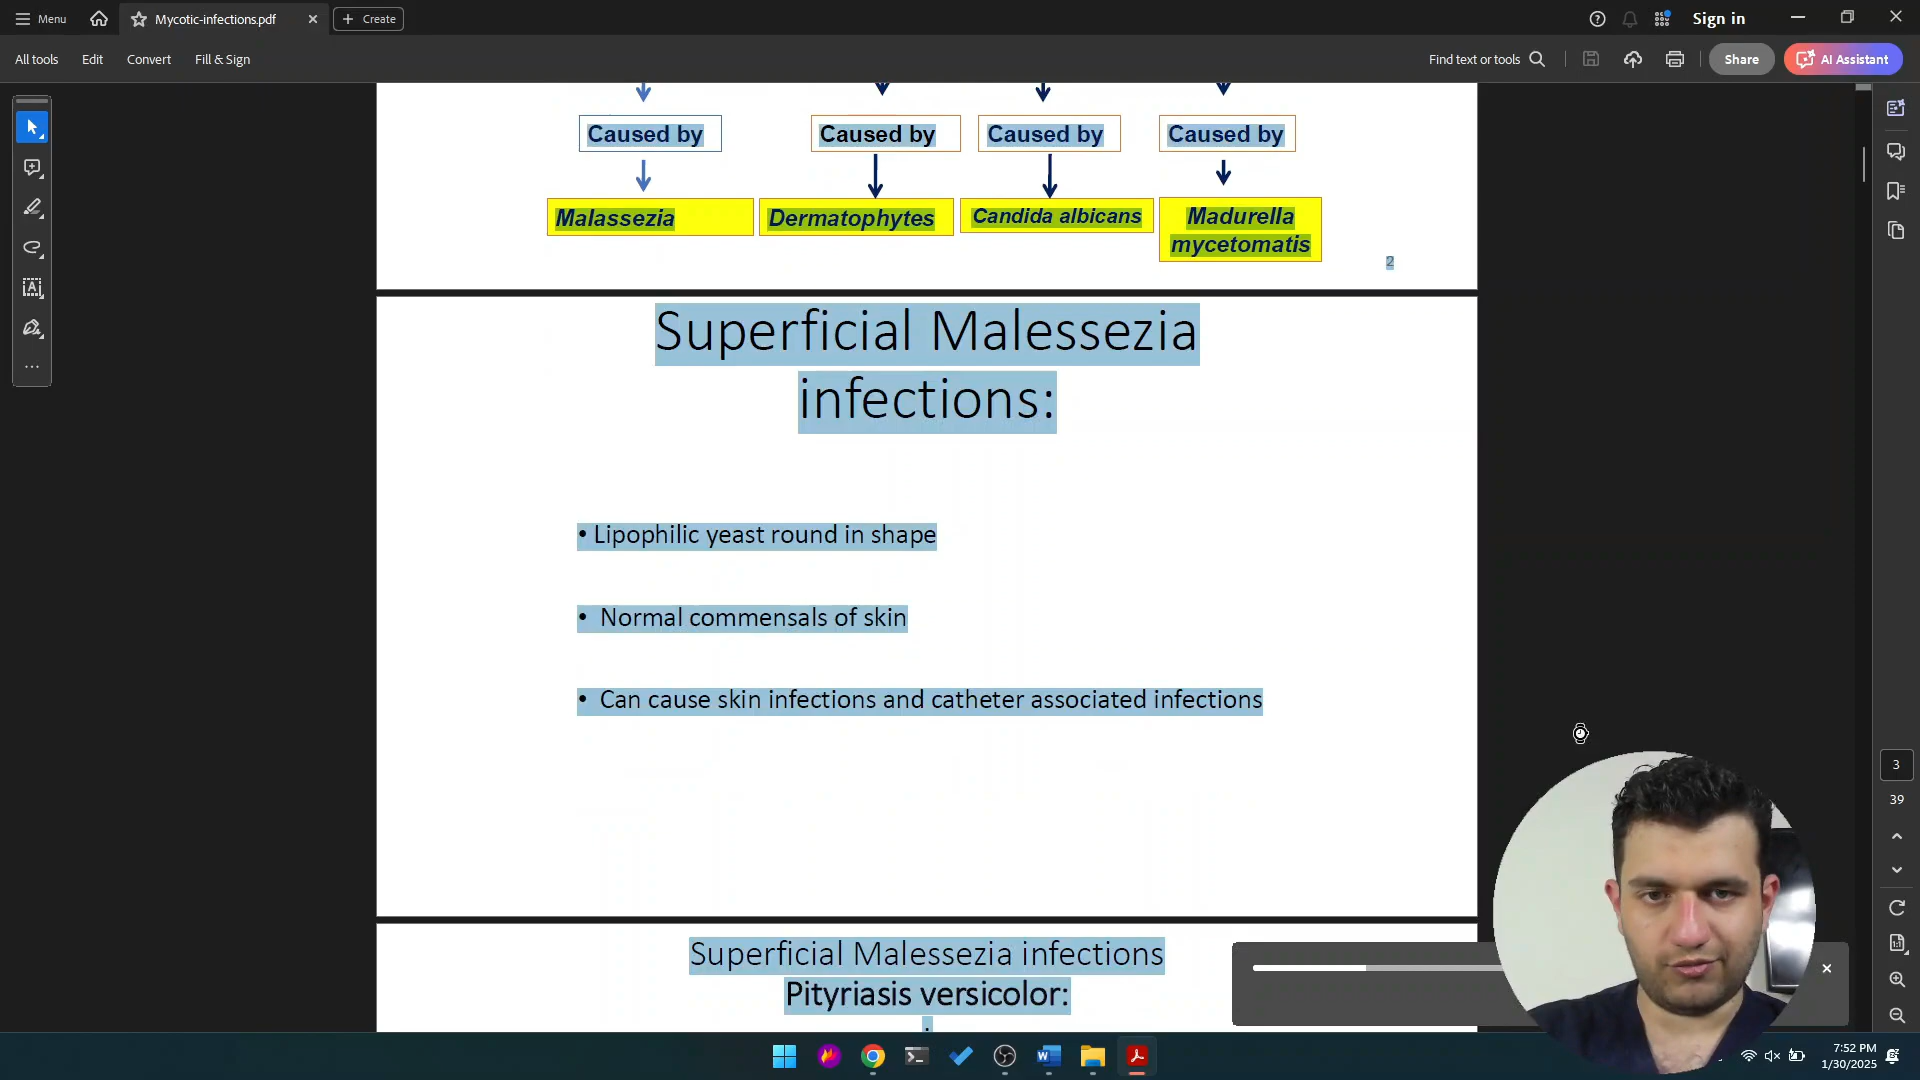 Menu
Mycotic-infections.pdf
Create
Sign in
All tools
Edit
Convert
Fill & Sign
Find text or tools
Share
AI Assistant
Caused by
Caused by
Caused by
Caused by
Malassezia
Dermatophytes
Candida albicans
Madurella
mycetomatis
2
Superficial Malessezia
infections:
• Lipophilic yeast round in shape
• Normal commensals of skin
• Can cause skin infections and catheter associated infections
3
39
Superficial Malessezia infections
Pityriasis versicolor:
7:52 PM
1/30/2025